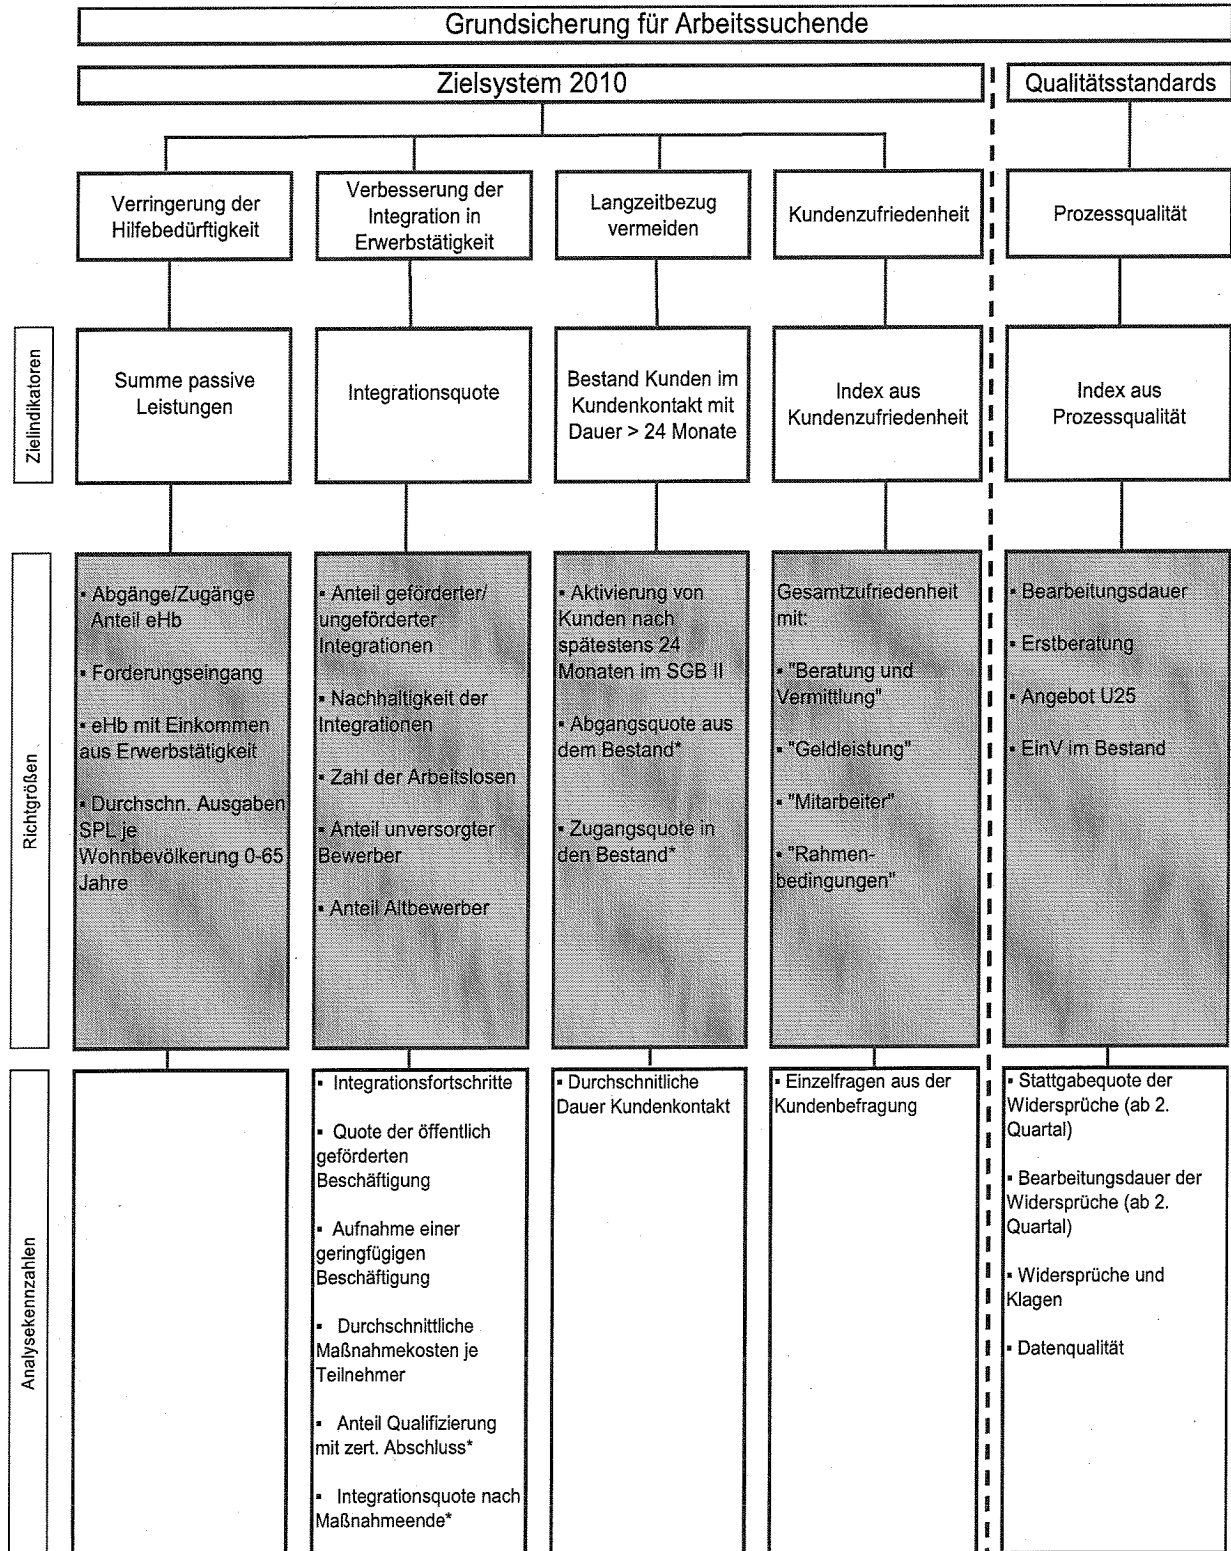 Grundsicherung für Arbeitssuchende
Zielsystem 2010
Qualitätsstandards
Verringerung der
Hilfebedürftigkeit
Verbesserung der
Integration in
Erwerbstätigkeit
Langzeitbezug
vermeiden
Kundenzufriedenheit
Prozessqualität
Zielindikatoren
Summe passive
Leistungen
Integrationsquote
Bestand Kunden im
Kundenkontakt mit
Dauer > 24 Monate
Index aus
Kundenzufriedenheit
Index aus
Prozessqualität
Richtgrößen
▪ Abgänge/Zugänge
Anteil eHb
▪ Forderungseingang
▪ eHb mit Einkommen
aus Erwerbstätigkeit
▪ Durchschn. Ausgaben
SPL je
Wohnbevölkerung 0-65
Jahre
▪ Anteil geförderter/
ungeförderter
Integrationen
▪ Nachhaltigkeit der
Integrationen
▪ Zahl der Arbeitslosen
▪ Anteil unversorgter
Bewerber
▪ Anteil Altbewerber
▪ Aktivierung von
Kunden nach
spätestens 24
Monaten im SGB II
▪ Abgangsquote aus
dem Bestand*
▪ Zugangsquote in
den Bestand*
Gesamtzufriedenheit
mit:
▪ "Beratung und
Vermittlung"
▪ "Geldleistung"
▪ "Mitarbeiter"
▪ "Rahmen-
bedingungen"
▪ Bearbeitungsdauer
▪ Erstberatung
▪ Angebot U25
▪ EinV im Bestand
Analysekennzahlen
▪ Integrationsfortschritte
▪ Quote der öffentlich
geförderten
Beschäftigung
▪ Aufnahme einer
geringfügigen
Beschäftigung
▪ Durchschnittliche
Maßnahmekosten je
Teilnehmer
▪ Anteil Qualifizierung
mit zert. Abschluss*
▪ Integrationsquote nach
Maßnahmeende*
▪ Durchschnitliche
Dauer Kundenkontakt
▪ Einzelfragen aus der
Kundenbefragung
▪ Stattgabequote der
Widersprüche (ab 2.
Quartal)
▪ Bearbeitungsdauer der
Widersprüche (ab 2.
Quartal)
▪ Widersprüche und
Klagen
▪ Datenqualität